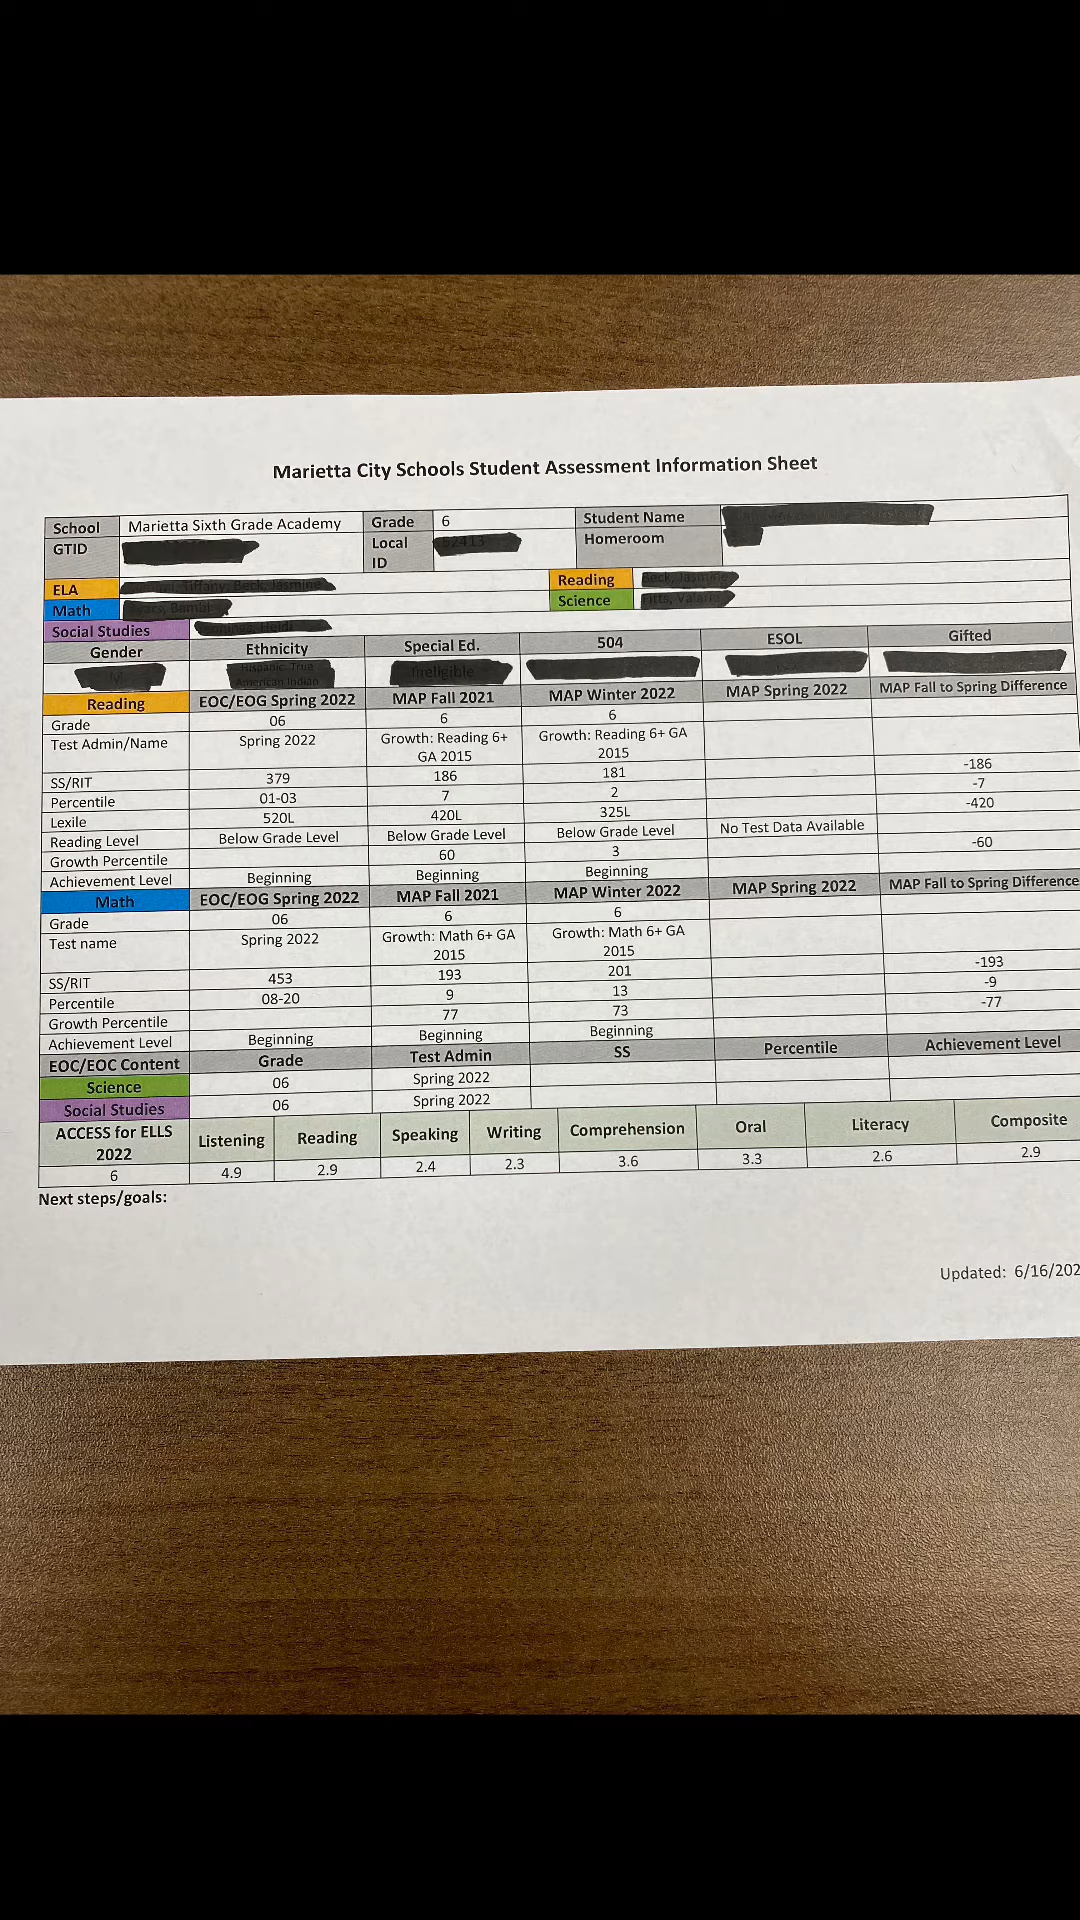 Marietta City Schools Student Assessment Information Sheet
School Marietta Sixth Grade Academy Grade 6 Student Name
GTID Local ID Homeroom
ELA Reading
Math Science
Social Studies
Gender Ethnicity Special Ed. 504 ESOL Gifted
Reading EOC/EOG Spring 2022 MAP Fall 2021 MAP Winter 2022 MAP Spring 2022 MAP Fall to Spring Difference
Grade 06 6 6
Test Admin/Name Spring 2022 Growth: Reading 6+ GA 2015 Growth: Reading 6+ GA 2015
SS/RIT 379 186 181 -186
Percentile 01-03 7 2 -7
Lexile 520L 420L 325L -420
Reading Level Below Grade Level Below Grade Level Below Grade Level No Test Data Available
Growth Percentile 60 3 -60
Achievement Level Beginning Beginning Beginning
Math EOC/EOG Spring 2022 MAP Fall 2021 MAP Winter 2022 MAP Spring 2022 MAP Fall to Spring Difference
Grade 06 6 6
Test name Spring 2022 Growth: Math 6+ GA 2015 Growth: Math 6+ GA 2015
SS/RIT 453 193 201 -193
Percentile 08-20 9 13 -9
Growth Percentile 77 73 -77
Achievement Level Beginning Beginning Beginning
EOC/EOC Content Grade Test Admin SS Percentile Achievement Level
Science 06 Spring 2022
Social Studies 06 Spring 2022
ACCESS for ELLS 2022 Listening Reading Speaking Writing Comprehension Oral Literacy Composite
6 4.9 2.9 2.4 2.3 3.6 3.3 2.6 2.9
Next steps/goals:
Updated: 6/16/202